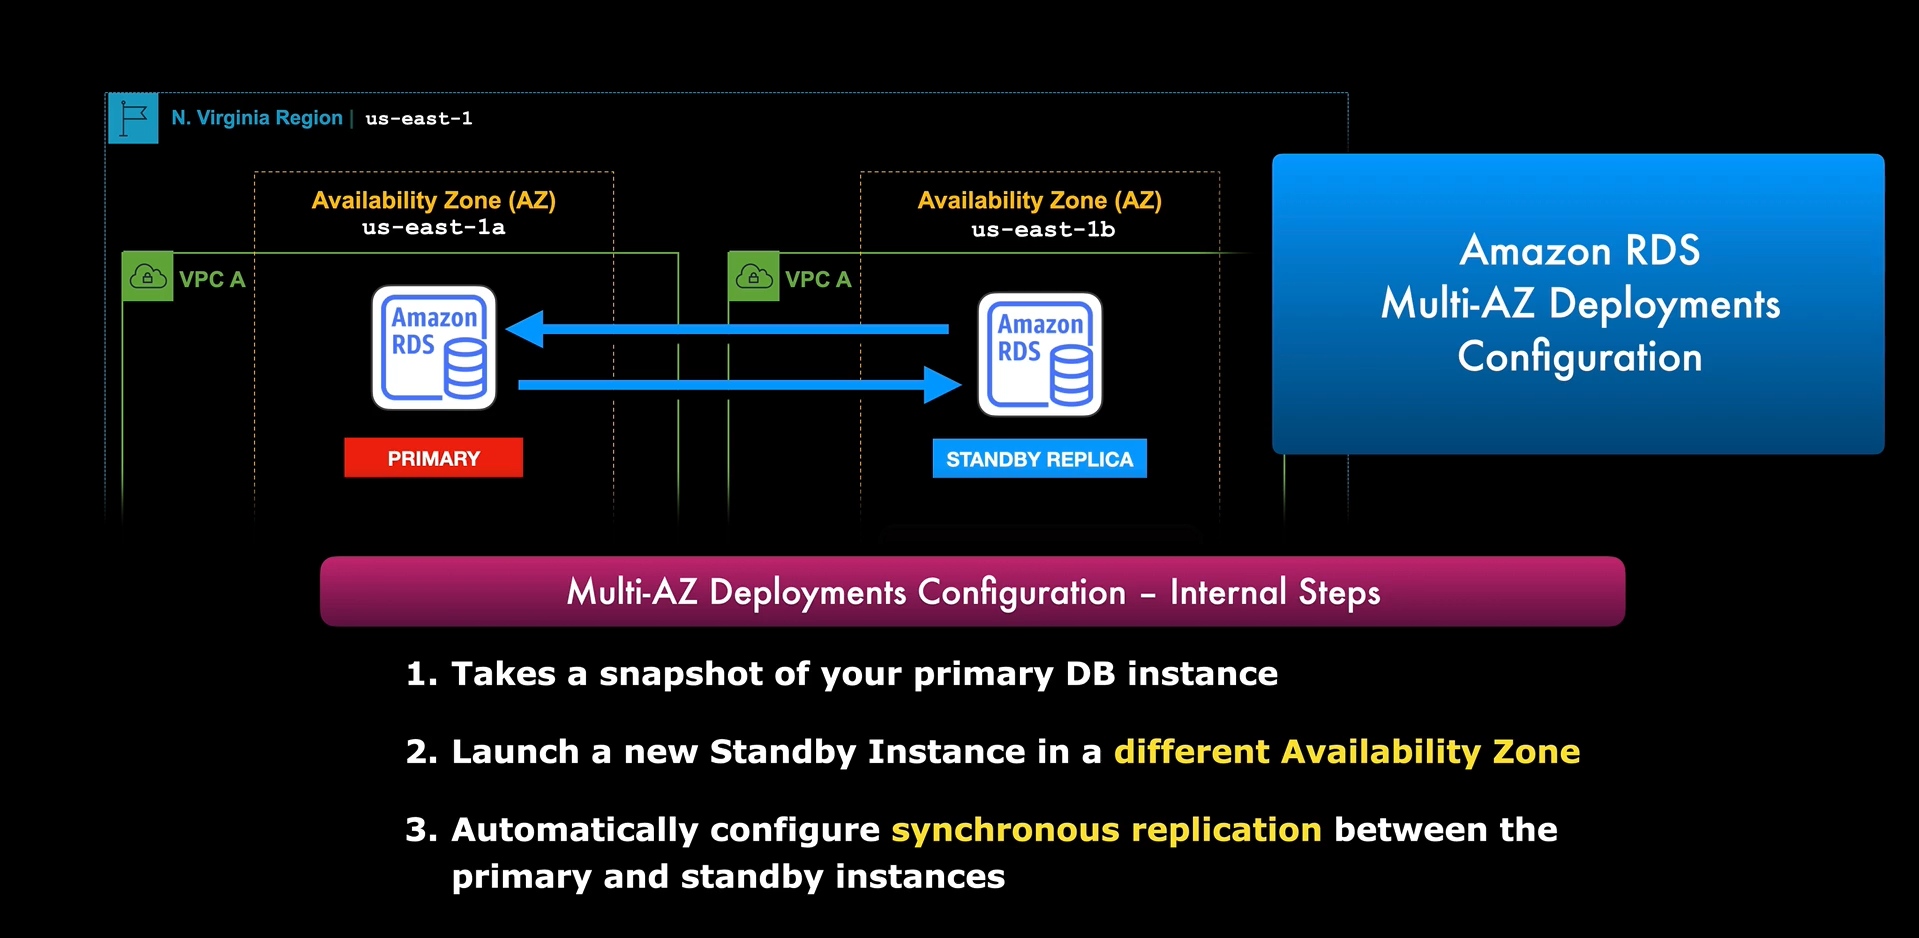 N. Virginia Region | us-east-1
Availability Zone (AZ)
us-east-1a
Availability Zone (AZ)
us-east-1b
VPC A
VPC A
Amazon
RDS
Amazon
RDS
PRIMARY
STANDBY REPLICA
Amazon RDS
Multi-AZ Deployments
Configuration
Multi-AZ Deployments Configuration – Internal Steps
1. Takes a snapshot of your primary DB instance
2. Launch a new Standby Instance in a different Availability Zone
3. Automatically configure synchronous replication between the
primary and standby instances